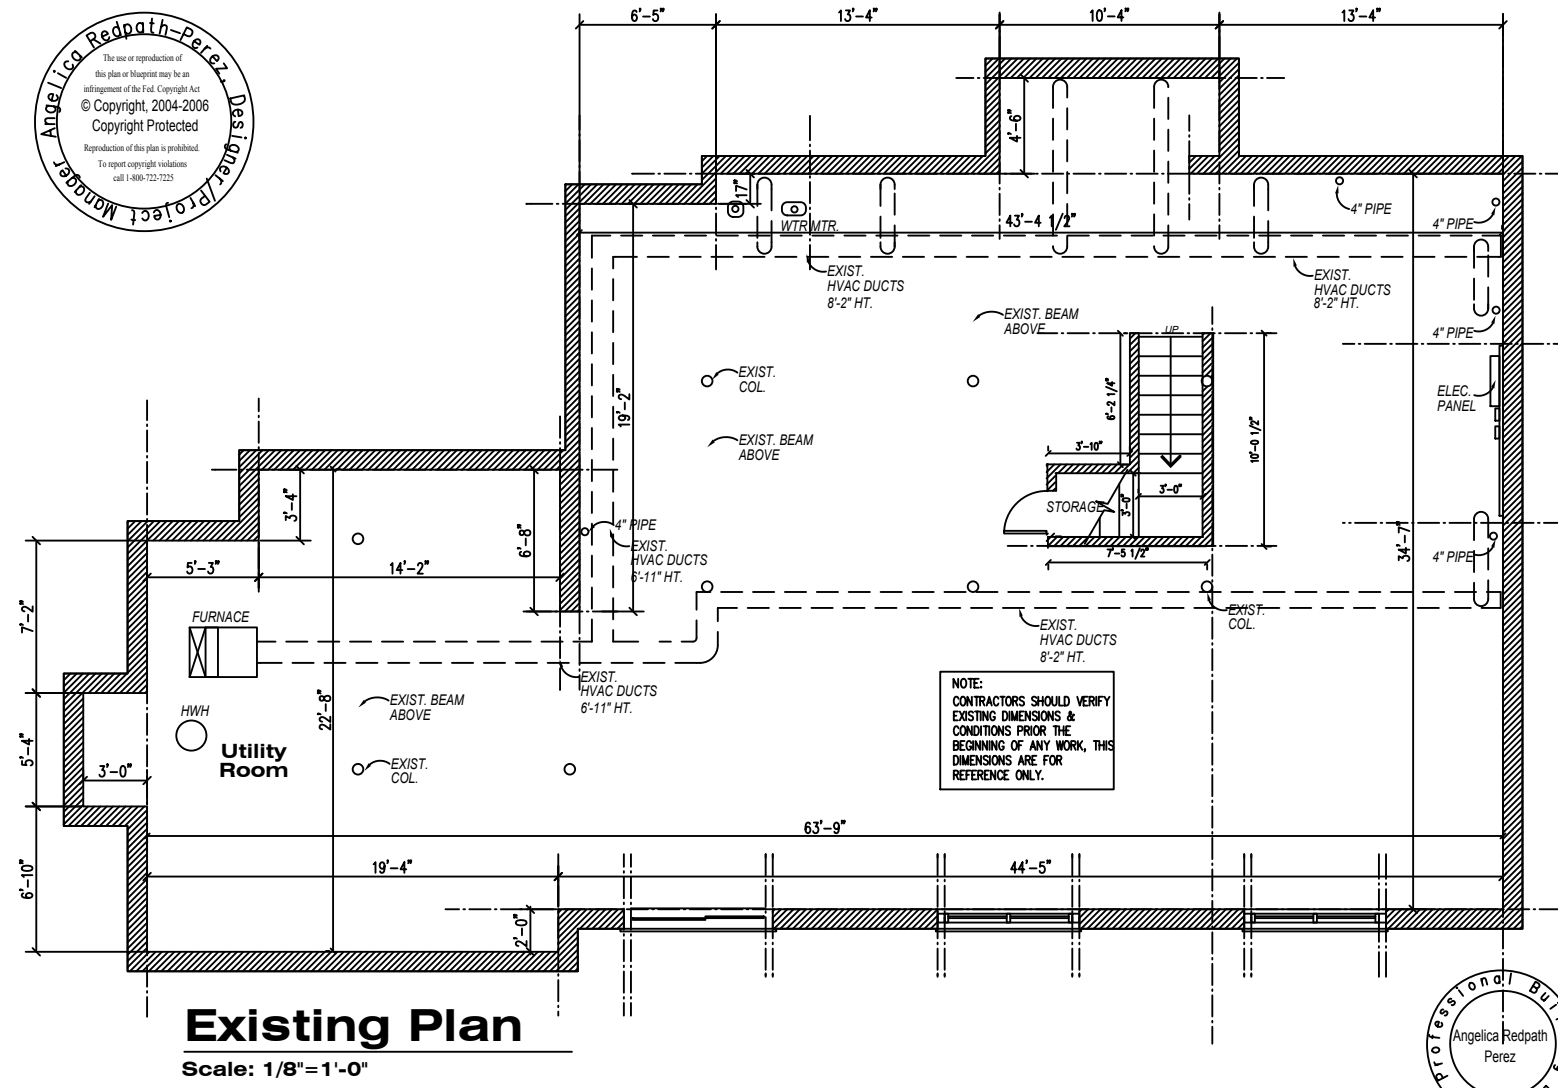 Angelica Redpath-Perez, Designer/Project Manager
The use or reproduction of
this plan or blueprint may be an
infringement of the Fed. Copyright Act
© Copyright, 2004-2006
Copyright Protected
Reproduction of this plan is prohibited.
To report copyright violations
call 1-800-722-7225
6'-5"
13'-4"
10'-4"
13'-4"
4'-6"
17"
WTR MTR.
43'-4 1/2"
4" PIPE
4" PIPE
EXIST.
HVAC DUCTS
8'-2" HT.
EXIST.
HVAC DUCTS
8'-2" HT.
EXIST. BEAM
ABOVE
UP
4" PIPE
EXIST.
COL.
19'-2"
6'-2 1/4"
10'-0 1/2"
ELEC.
PANEL
EXIST. BEAM
ABOVE
3'-10"
3'-0"
STORAGE
3'-0"
7'-5 1/2"
34'-7"
4" PIPE
3'-4"
6'-8"
4" PIPE
EXIST.
HVAC DUCTS
6'-11" HT.
5'-3"
14'-2"
7'-2"
FURNACE
EXIST.
COL.
EXIST.
HVAC DUCTS
8'-2" HT.
EXIST.
HVAC DUCTS
6'-11" HT.
EXIST. BEAM
ABOVE
22'-8"
HWH
Utility
Room
5'-4"
3'-0"
EXIST.
COL.
NOTE:
CONTRACTORS SHOULD VERIFY
EXISTING DIMENSIONS &
CONDITIONS PRIOR THE
BEGINNING OF ANY WORK, THIS
DIMENSIONS ARE FOR
REFERENCE ONLY.
63'-9"
6'-10"
19'-4"
44'-5"
2'-0"
Existing Plan
Scale: 1/8"=1'-0"
Professional Bui
Angelica Redpath
Perez